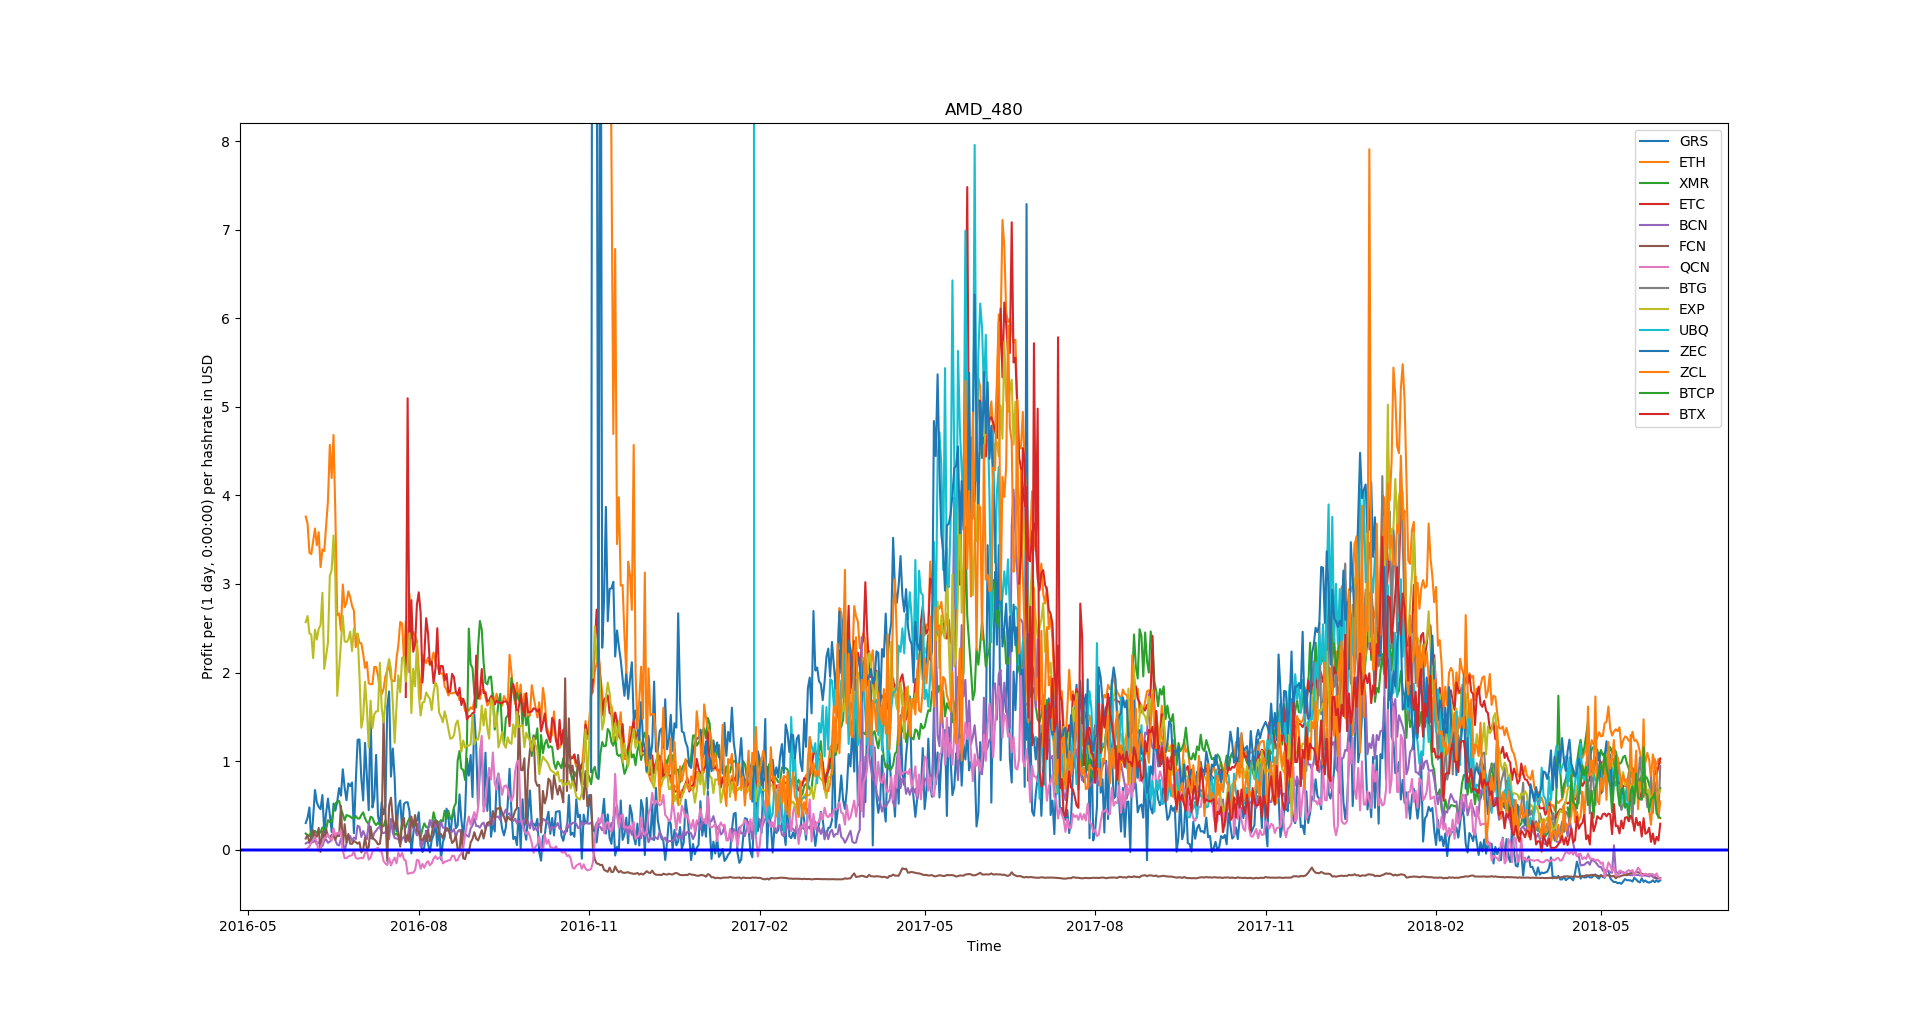 AMD_480
Profit per (1 day, 0:00:00) per hashrate in USD
8
7
6
5
4
3
2
1
0
GRS
ETH
XMR
ETC
BCN
FCN
QCN
BTG
EXP
UBQ
ZEC
ZCL
BTCP
BTX
2016-05 2016-08 2016-11 2017-02 2017-05 2017-08 2017-11 2018-02 2018-05
Time